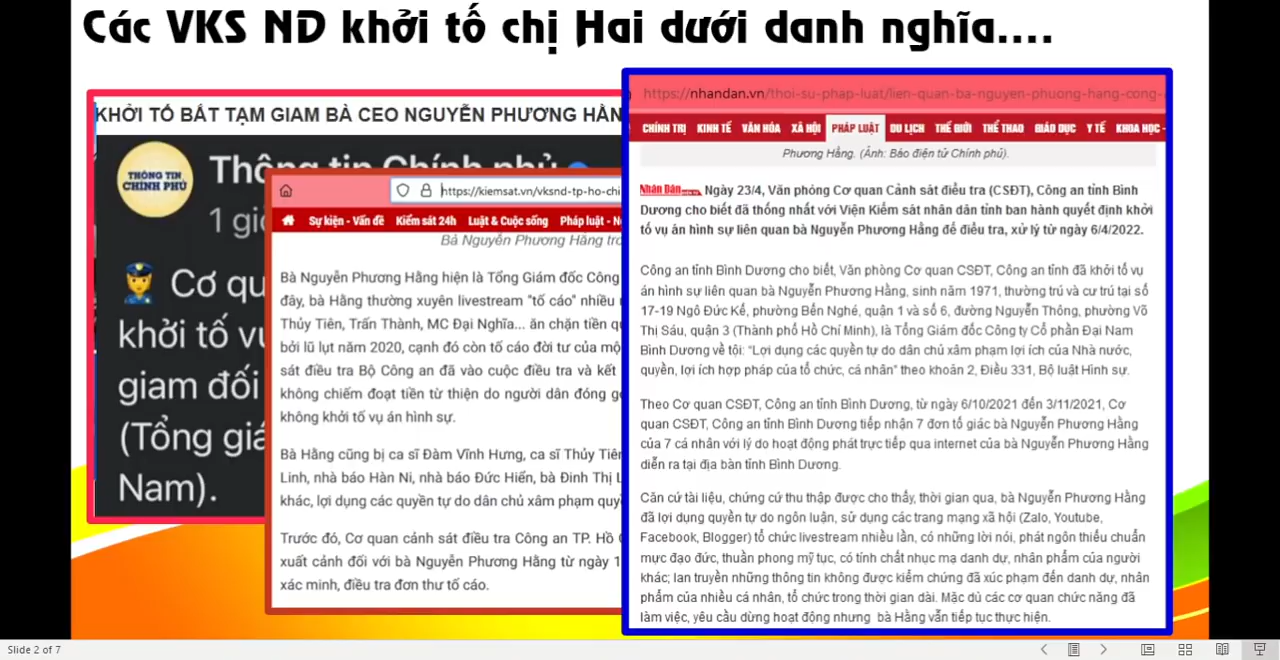 Các VKS ND khởi tố chị Hai dưới danh nghĩa....
KHỞI TỐ BẮT TẠM GIAM BÀ CEO NGUYỄN PHƯƠNG HẰN
THÔNG TIN
CHÍNH PHỦ
Thông tin Chính phủ
1 gi
Cơ qu
khởi tố vụ
giam đối
(Tổng giá
Nam).
https://kiemsat.vn/vksnd-tp-ho-chi
Sự kiện - Vấn đề Kiểm sát 24h Luật & Cuộc sống Pháp luật - N
Bà Nguyễn Phương Hằng tro
Bà Nguyễn Phương Hằng hiện là Tổng Giám đốc Công
đây, bà Hằng thường xuyên livestream "tố cáo" nhiều
Thủy Tiên, Trấn Thành, MC Đại Nghĩa... ăn chặn tiền q
bởi lũ lụt năm 2020, cạnh đó còn tố cáo đời tư của mộ
sát điều tra Bộ Công an đã vào cuộc điều tra và kết
không chiếm đoạt tiền từ thiện do người dân đóng g
không khởi tố vụ án hình sự.
Bà Hằng cũng bị ca sĩ Đàm Vĩnh Hưng, ca sĩ Thủy Tiên
Linh, nhà báo Hàn Ni, nhà báo Đức Hiển, bà Đinh Thị L
khác, lợi dụng các quyền tự do dân chủ xâm phạm quy
Trước đó, Cơ quan cảnh sát điều tra Công an TP. Hồ C
xuất cảnh đối với bà Nguyễn Phương Hằng từ ngày 1
xác minh, điều tra đơn thư tố cáo.
https://nhandan.vn/thoi-su-phap-luat/lien-quan-ba-nguyen-phuong-hang-cong-
CHÍNH TRỊ KINH TẾ VĂN HÓA XÃ HỘI PHÁP LUẬT DU LỊCH THẾ GIỚI THỂ THAO GIÁO DỤC Y TẾ KHOA HỌC -
Phương Hằng. (Ảnh: Báo điện tử Chính phủ).
Nhân Dân Ngày 23/4, Văn phòng Cơ quan Cảnh sát điều tra (CSĐT), Công an tỉnh Bình
Dương cho biết đã thống nhất với Viện Kiểm sát nhân dân tỉnh ban hành quyết định khởi
tố vụ án hình sự liên quan bà Nguyễn Phương Hằng để điều tra, xử lý từ ngày 6/4/2022.
Công an tỉnh Bình Dương cho biết, Văn phòng Cơ quan CSĐT, Công an tỉnh đã khởi tố vụ
án hình sự liên quan bà Nguyễn Phương Hằng, sinh năm 1971, thường trú và cư trú tại số
17-19 Ngô Đức Kế, phường Bến Nghé, quận 1 và số 6, đường Nguyễn Thông, phường Võ
Thị Sáu, quận 3 (Thành phố Hồ Chí Minh), là Tổng Giám đốc Công ty Cổ phần Đại Nam
Bình Dương về tội: “Lợi dụng các quyền tự do dân chủ xâm phạm lợi ích của Nhà nước,
quyền, lợi ích hợp pháp của tổ chức, cá nhân” theo khoản 2, Điều 331, Bộ luật Hình sự.
Theo Cơ quan CSĐT, Công an tỉnh Bình Dương, từ ngày 6/10/2021 đến 3/11/2021, Cơ
quan CSĐT, Công an tỉnh Bình Dương tiếp nhận 7 đơn tố giác bà Nguyễn Phương Hằng
của 7 cá nhân với lý do hoạt động phát trực tiếp qua internet của bà Nguyễn Phương Hằng
diễn ra tại địa bàn tỉnh Bình Dương.
Căn cứ tài liệu, chứng cứ thu thập được cho thấy, thời gian qua, bà Nguyễn Phương Hằng
đã lợi dụng quyền tự do ngôn luận, sử dụng các trang mạng xã hội (Zalo, Youtube,
Facebook, Blogger) tổ chức livestream nhiều lần, có những lời nói, phát ngôn thiếu chuẩn
mực đạo đức, thuần phong mỹ tục, có tính chất nhục mạ danh dự, nhân phẩm của người
khác; lan truyền những thông tin không được kiểm chứng đã xúc phạm đến danh dự, nhân
phẩm của nhiều cá nhân, tổ chức trong thời gian dài. Mặc dù các cơ quan chức năng đã
làm việc, yêu cầu dừng hoạt động nhưng bà Hằng vẫn tiếp tục thực hiện.
Slide 2 of 7